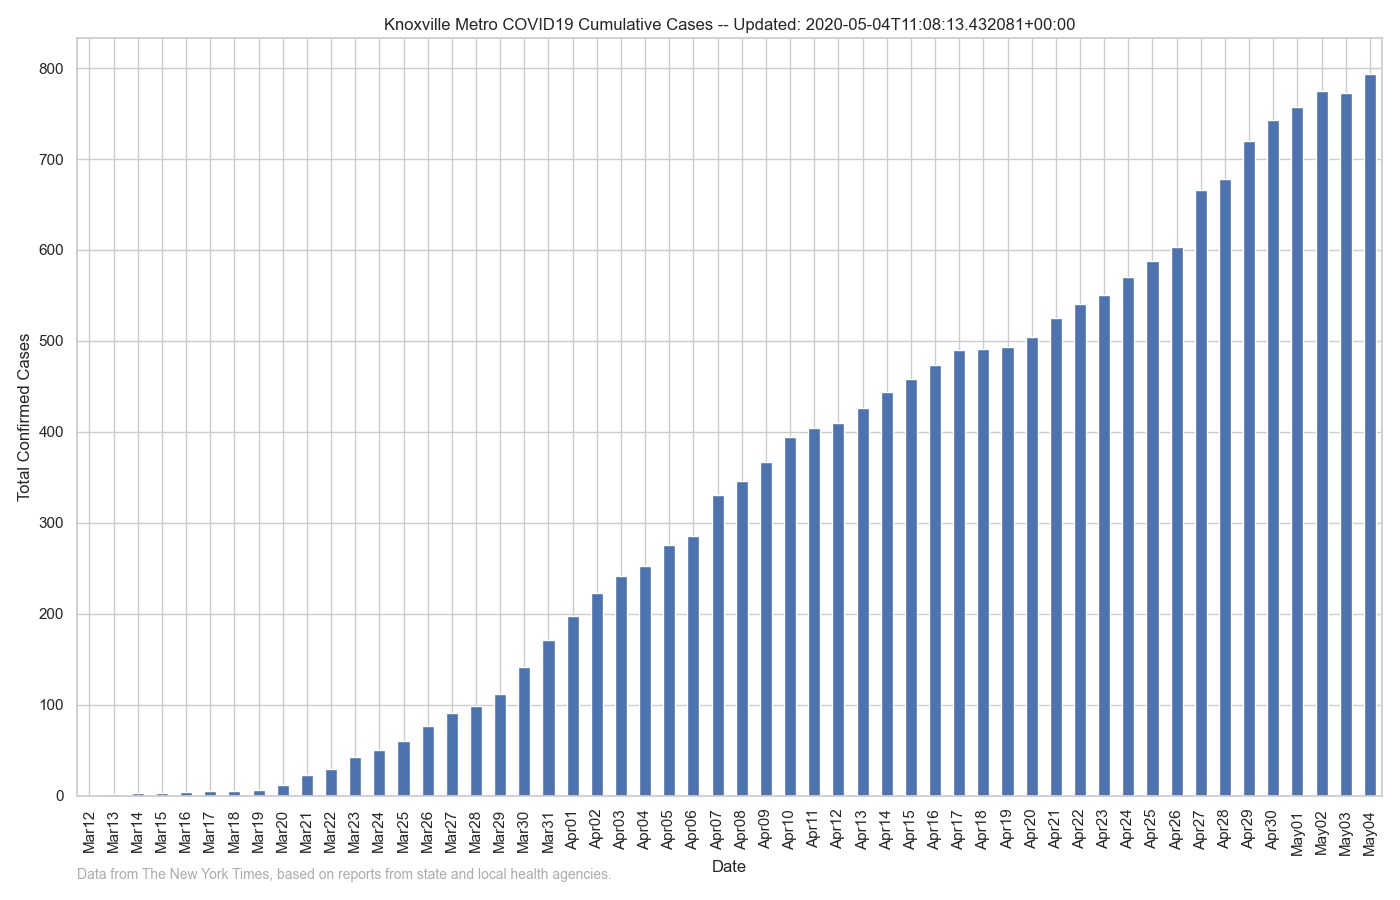 Knoxville Metro COVID19 Cumulative Cases -- Updated: 2020-05-04T11:08:13.432081+00:00
800
700
600
500
400
300
200
100
0
Total Confirmed Cases
Mar12
Mar13
Mar14
Mar15
Mar16
Mar17
Mar18
Mar19
Mar20
Mar21
Mar22
Mar23
Mar24
Mar25
Mar26
Mar27
Mar28
Mar29
Mar30
Mar31
Apr01
Apr02
Apr03
Apr04
Apr05
Apr06
Apr07
Apr08
Apr09
Apr10
Apr11
Apr12
Apr13
Apr14
Apr15
Apr16
Apr17
Apr18
Apr19
Apr20
Apr21
Apr22
Apr23
Apr24
Apr25
Apr26
Apr27
Apr28
Apr29
Apr30
May01
May02
May03
May04
Date
Data from The New York Times, based on reports from state and local health agencies.